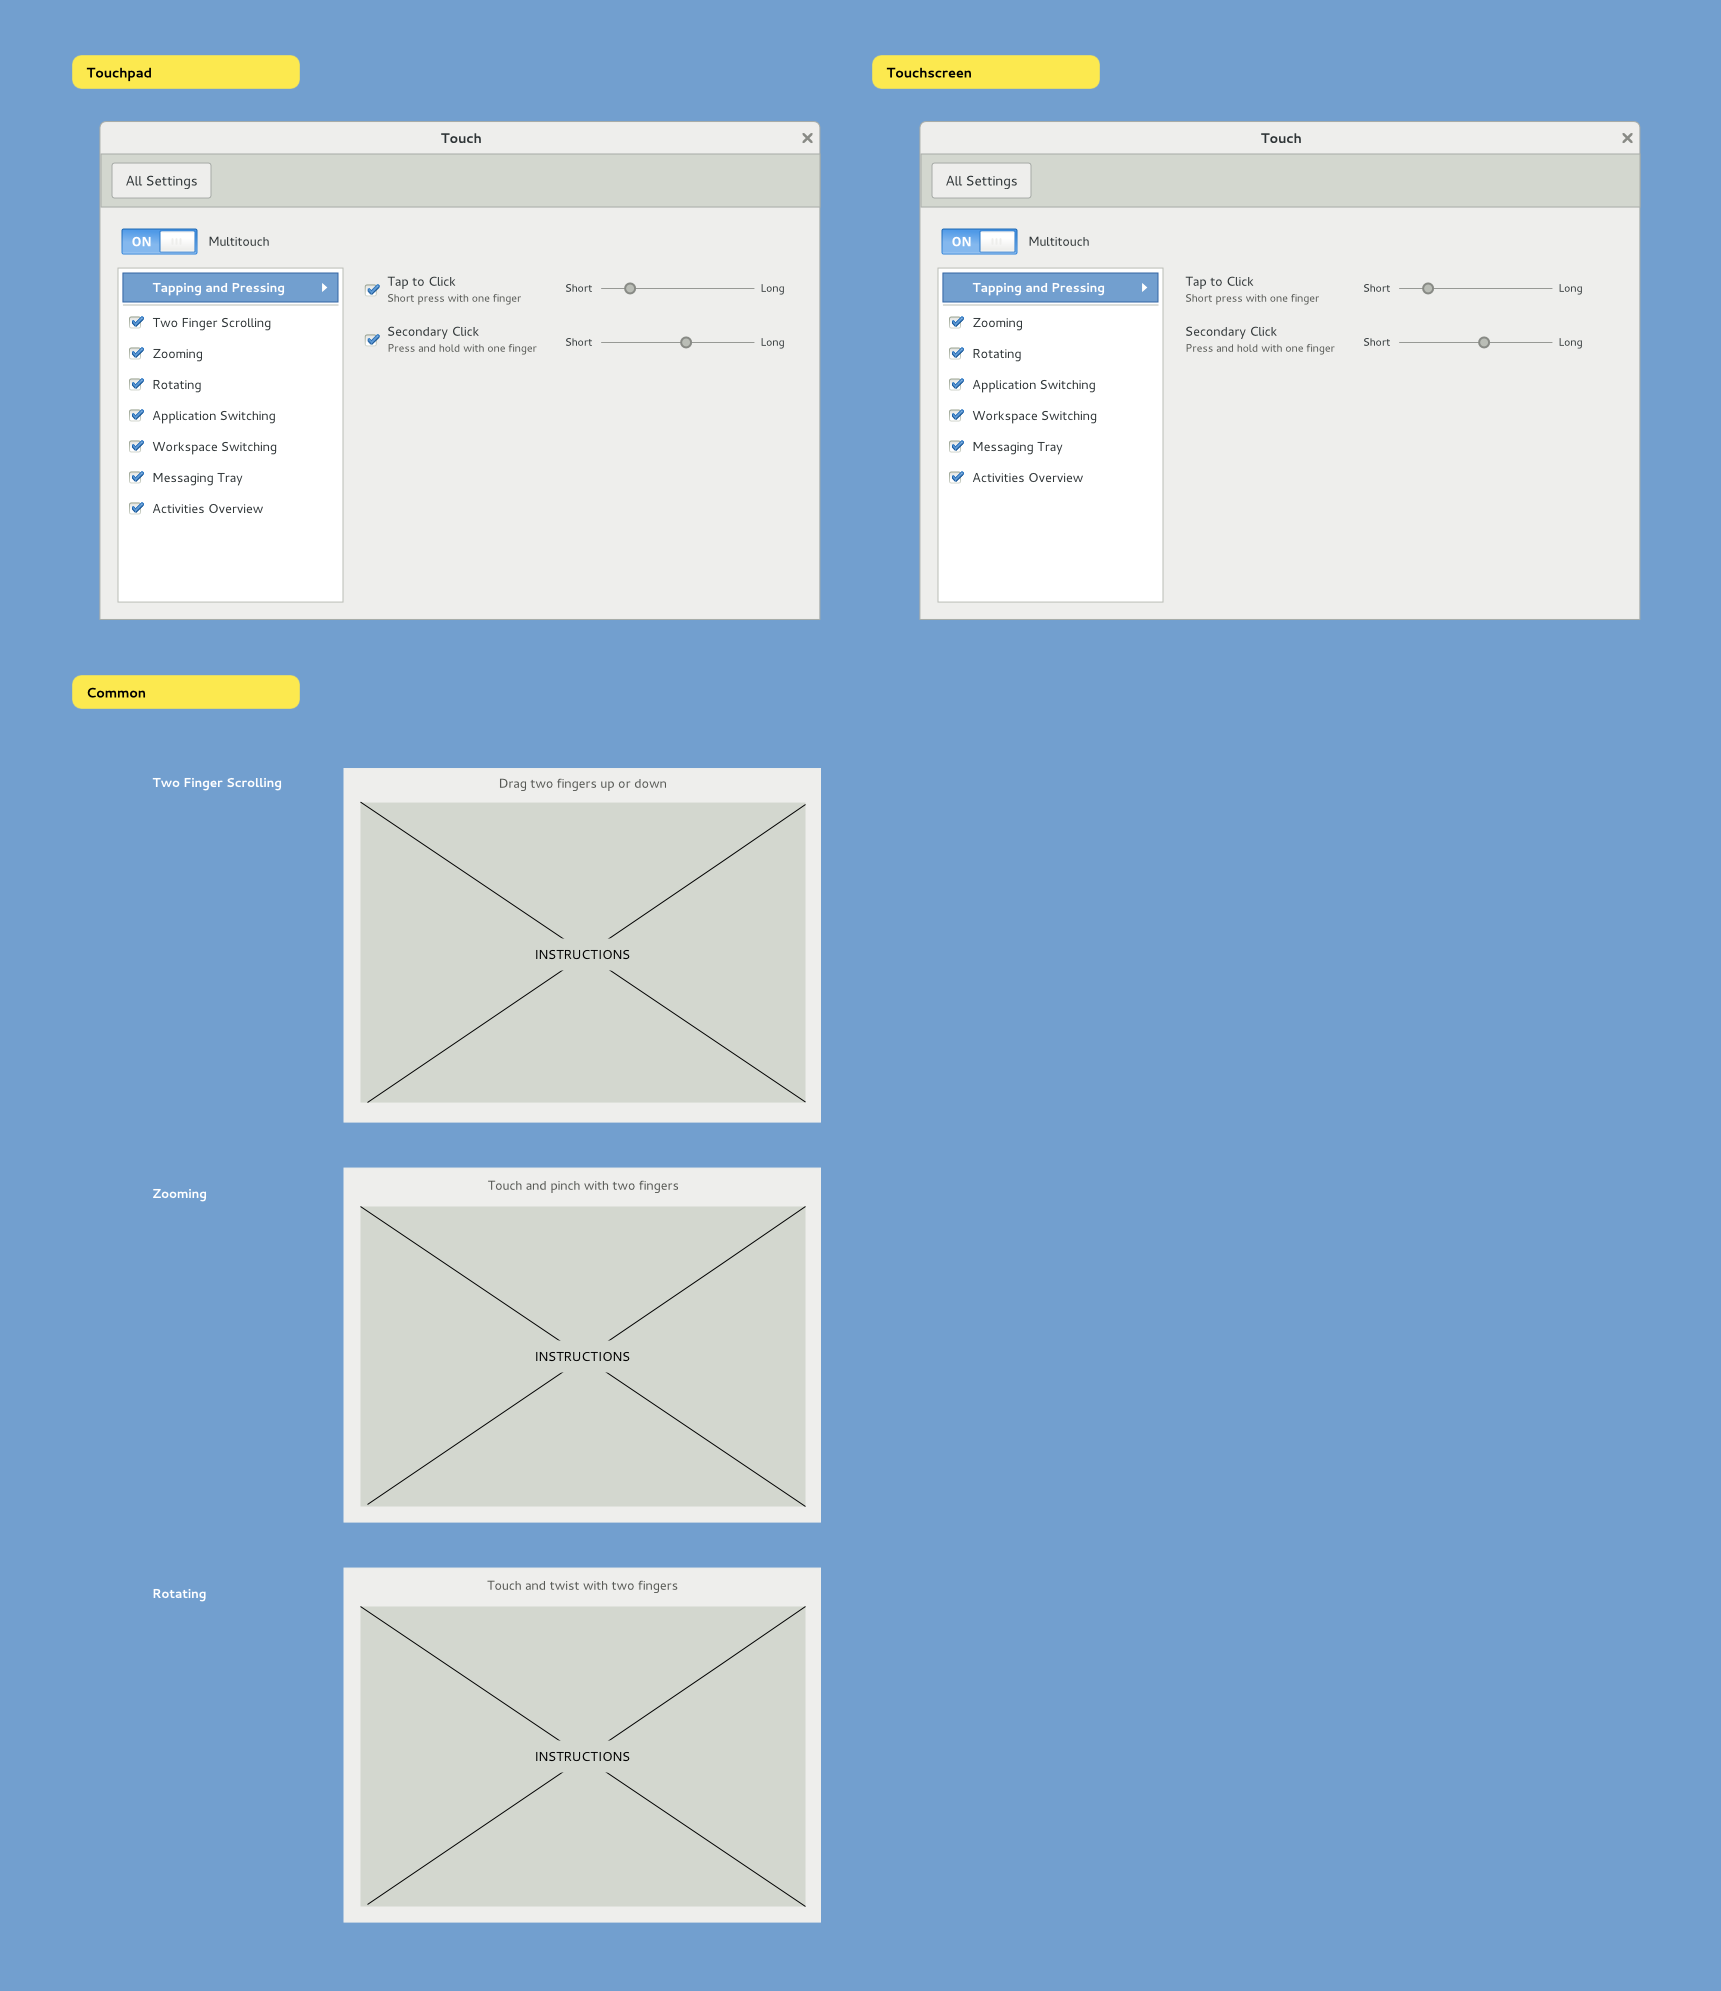 Touchpad
Touch
All Settings
ON Multitouch
Tapping and Pressing
Two Finger Scrolling
Zooming
Rotating
Application Switching
Workspace Switching
Messaging Tray
Activities Overview
Tap to Click
Short press with one finger
Short Long
Secondary Click
Press and hold with one finger
Short Long
Touchscreen
Touch
All Settings
ON Multitouch
Tapping and Pressing
Zooming
Rotating
Application Switching
Workspace Switching
Messaging Tray
Activities Overview
Tap to Click
Short press with one finger
Short Long
Secondary Click
Press and hold with one finger
Short Long
Common
Two Finger Scrolling
Drag two fingers up or down
INSTRUCTIONS
Zooming
Touch and pinch with two fingers
INSTRUCTIONS
Rotating
Touch and twist with two fingers
INSTRUCTIONS